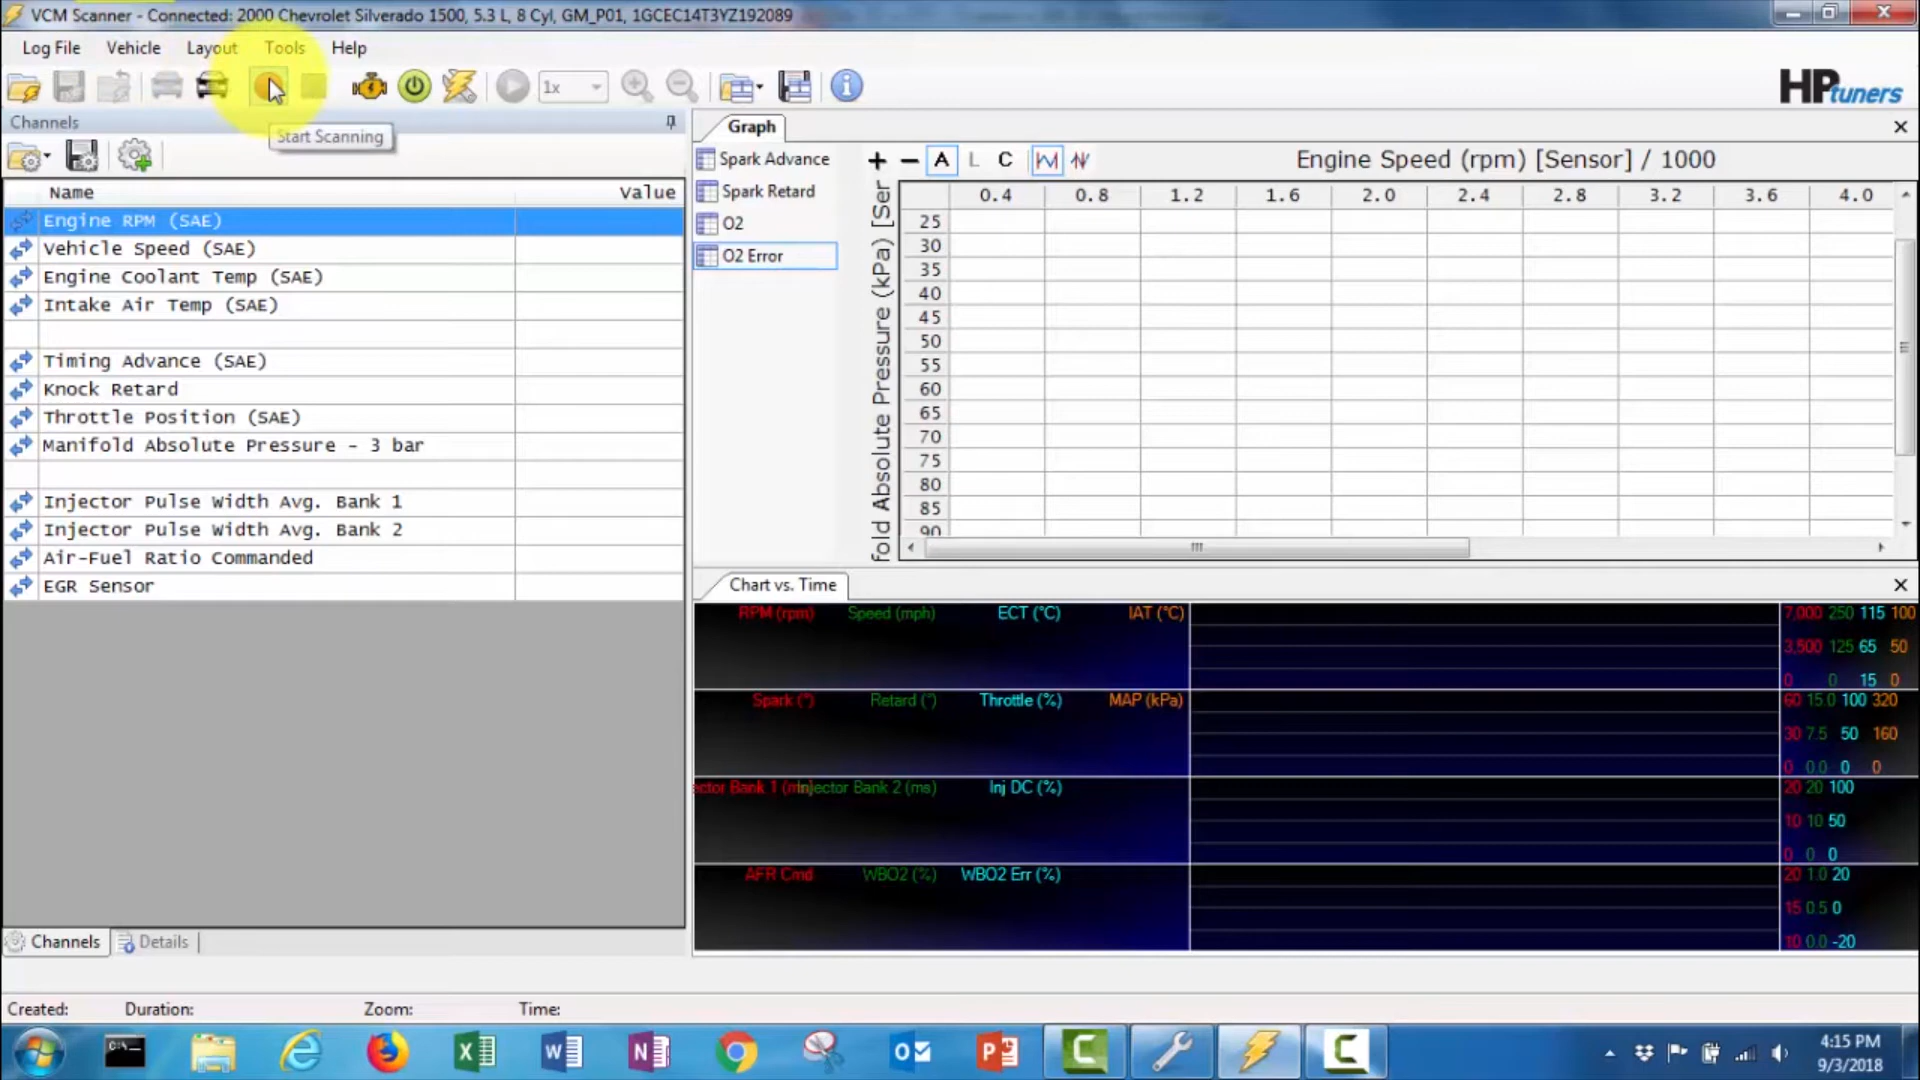 VCM Scanner - Connected: 2000 Chevrolet Silverado 1500, 5.3 L, 8 Cyl, GM_P01, 1GCEC14T3YZ192089
Log File Vehicle Layout Tools Help
1x
HPtuners
Channels
Start Scanning
Name Value
Engine RPM (SAE)
Vehicle Speed (SAE)
Engine Coolant Temp (SAE)
Intake Air Temp (SAE)
Timing Advance (SAE)
Knock Retard
Throttle Position (SAE)
Manifold Absolute Pressure - 3 bar
Injector Pulse Width Avg. Bank 1
Injector Pulse Width Avg. Bank 2
Air-Fuel Ratio Commanded
EGR Sensor
Channels Details
Graph
Spark Advance
Spark Retard
O2
O2 Error
A L C
Engine Speed (rpm) [Sensor] / 1000
0.4 0.8 1.2 1.6 2.0 2.4 2.8 3.2 3.6 4.0
fold Absolute Pressure (kPa) [Ser
25
30
35
40
45
50
55
60
65
70
75
80
85
90
Chart vs. Time
RPM (rpm) Speed (mph) ECT (°C) IAT (°C)
7,000 250 115 100
3,500 125 65 50
0 0 15 0
Spark (°) Retard (°) Throttle (%) MAP (kPa)
60 15.0 100 320
30 7.5 50 160
0 0.0 0 0
ector Bank 1 (ms) Injector Bank 2 (ms) Inj DC (%)
20 20 100
10 10 50
0 0 0
AFR Cmd WBO2 (%) WBO2 Err (%)
20 1.0 20
15 0.5 0
10 0.0 -20
Created: Duration: Zoom: Time:
C:\
4:15 PM
9/3/2018